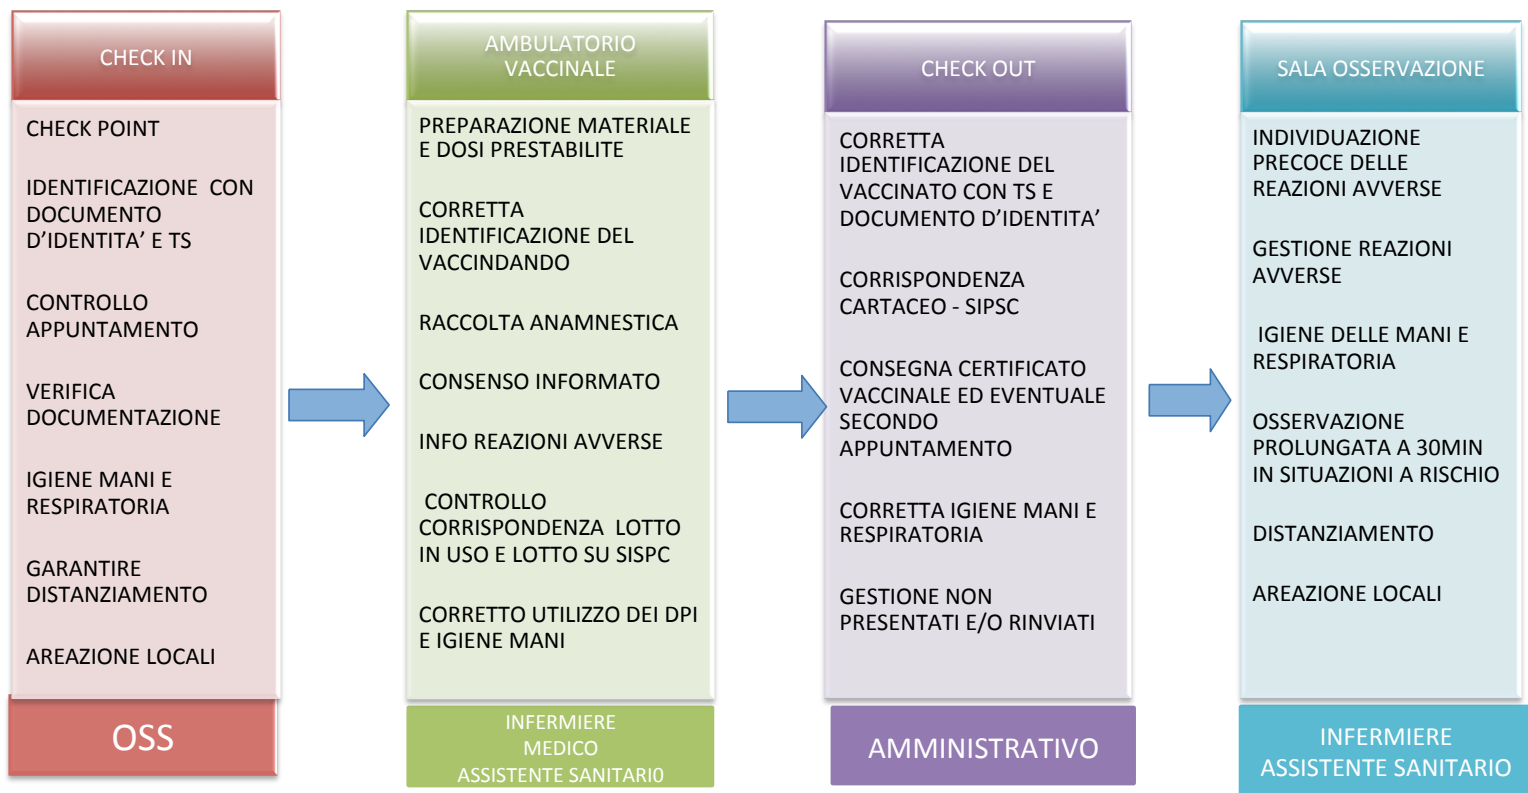 CHECK IN
CHECK POINT
IDENTIFICAZIONE  CON
DOCUMENTO
D'IDENTITA' E TS
CONTROLLO
APPUNTAMENTO
VERIFICA
DOCUMENTAZIONE
IGIENE MANI E
RESPIRATORIA
GARANTIRE
DISTANZIAMENTO
AREAZIONE LOCALI
OSS
AMBULATORIO
VACCINALE
PREPARAZIONE MATERIALE
E DOSI PRESTABILITE
CORRETTA
IDENTIFICAZIONE DEL
VACCINDANDO
RACCOLTA ANAMNESTICA
CONSENSO INFORMATO
INFO REAZIONI AVVERSE
CONTROLLO
CORRISPONDENZA  LOTTO
IN USO E LOTTO SU SISPC
CORRETTO UTILIZZO DEI DPI
E IGIENE MANI
INFERMIERE
MEDICO
ASSISTENTE SANITARI0
CHECK OUT
CORRETTA
IDENTIFICAZIONE DEL
VACCINATO CON TS E
DOCUMENTO D'IDENTITA'
CORRISPONDENZA
CARTACEO - SIPSC
CONSEGNA CERTIFICATO
VACCINALE ED EVENTUALE
SECONDO
APPUNTAMENTO
CORRETTA IGIENE MANI E
RESPIRATORIA
GESTIONE NON
PRESENTATI E/O RINVIATI
AMMINISTRATIVO
SALA OSSERVAZIONE
INDIVIDUAZIONE
PRECOCE DELLE
REAZIONI AVVERSE
GESTIONE REAZIONI
AVVERSE
IGIENE DELLE MANI E
RESPIRATORIA
OSSERVAZIONE
PROLUNGATA A 30MIN
IN SITUAZIONI A RISCHIO
DISTANZIAMENTO
AREAZIONE LOCALI
INFERMIERE
ASSISTENTE SANITARIO